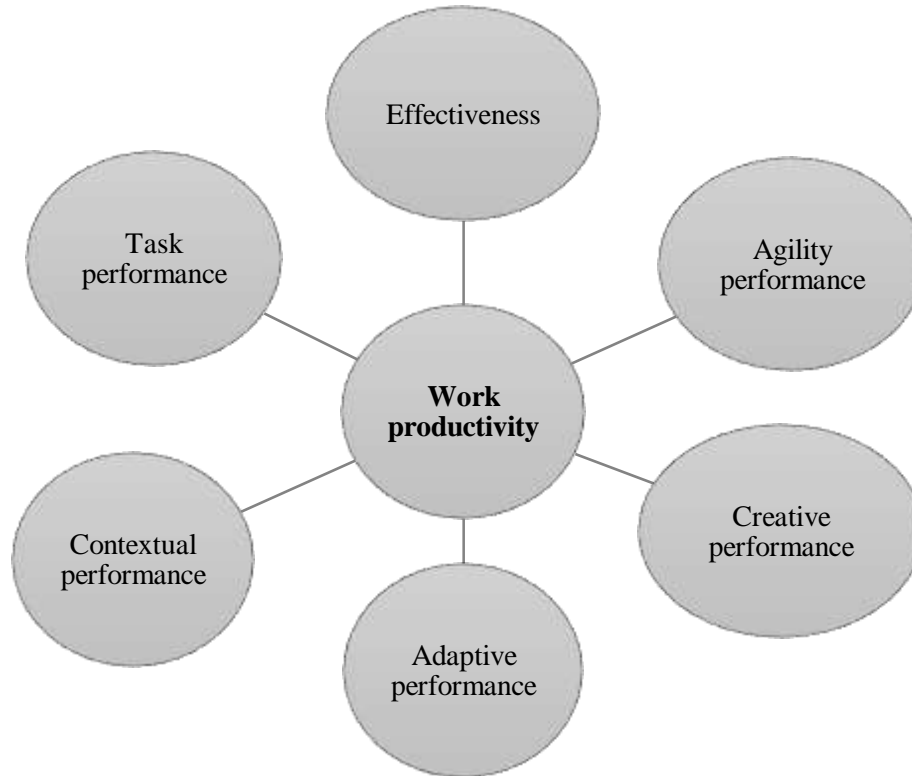 Effectiveness
Task
performance
Agility
performance
Work
productivity
Contextual
performance
Creative
performance
Adaptive
performance